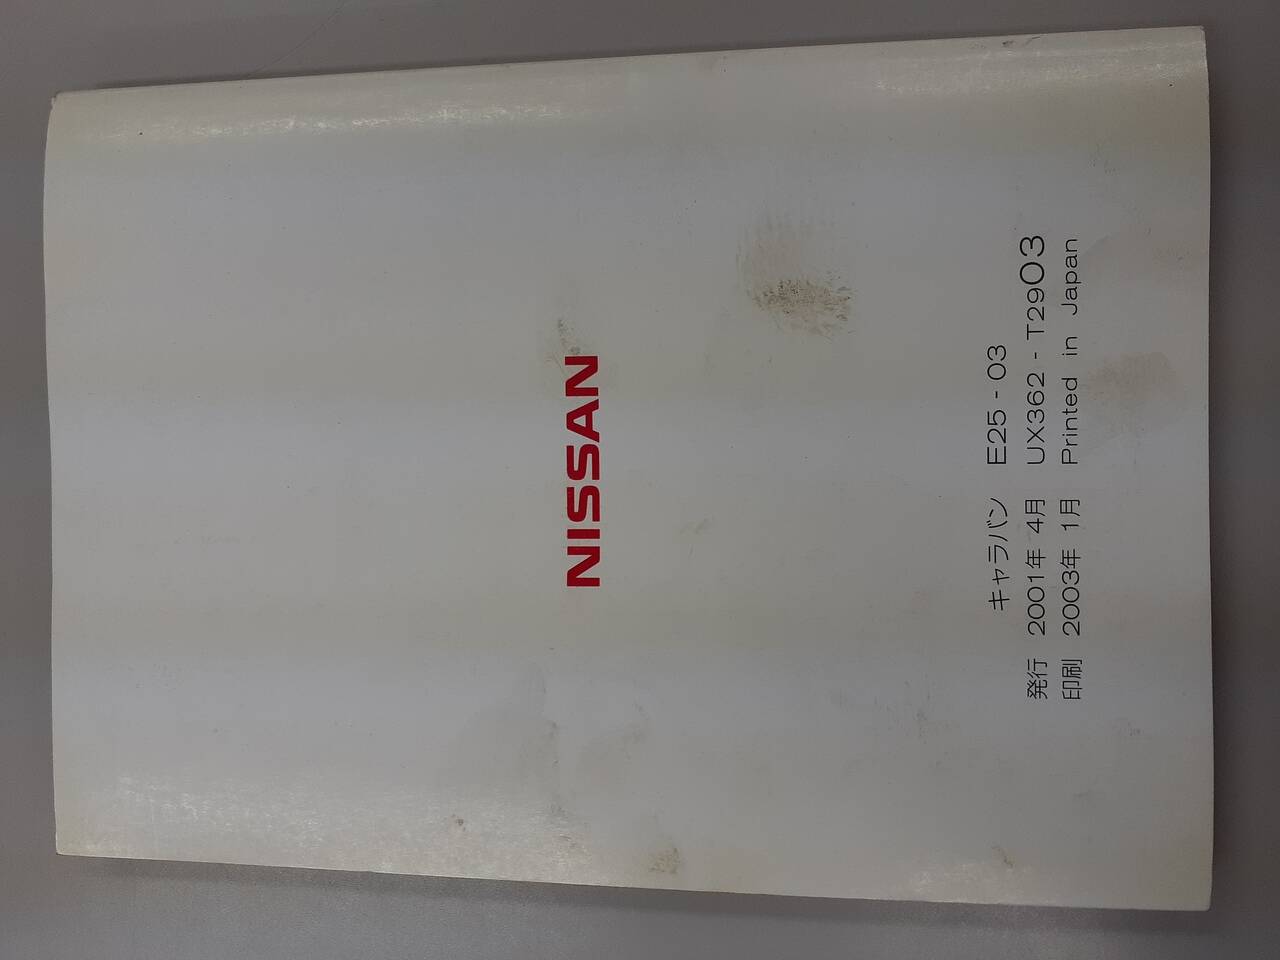 NISSAN
キャラバン E25 - 03
発行 2001年 4月 UX362 - T2903
印刷 2003年 1月 Printed in Japan